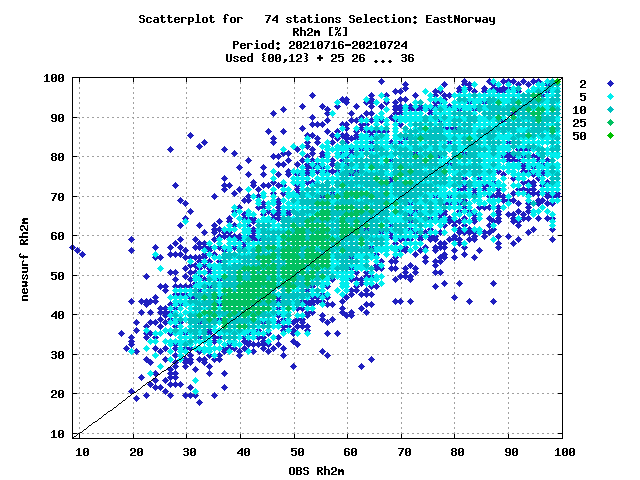 Scatterplot for   74 stations Selection: EastNorway
Rh2m [%]
Period: 20210716-20210724
Used {00,12} + 25 26 ... 36
100
90
80
70
60
50
40
30
20
10
newsurf Rh2m
10 20 30 40 50 60 70 80 90 100
OBS Rh2m
2
5
10
25
50